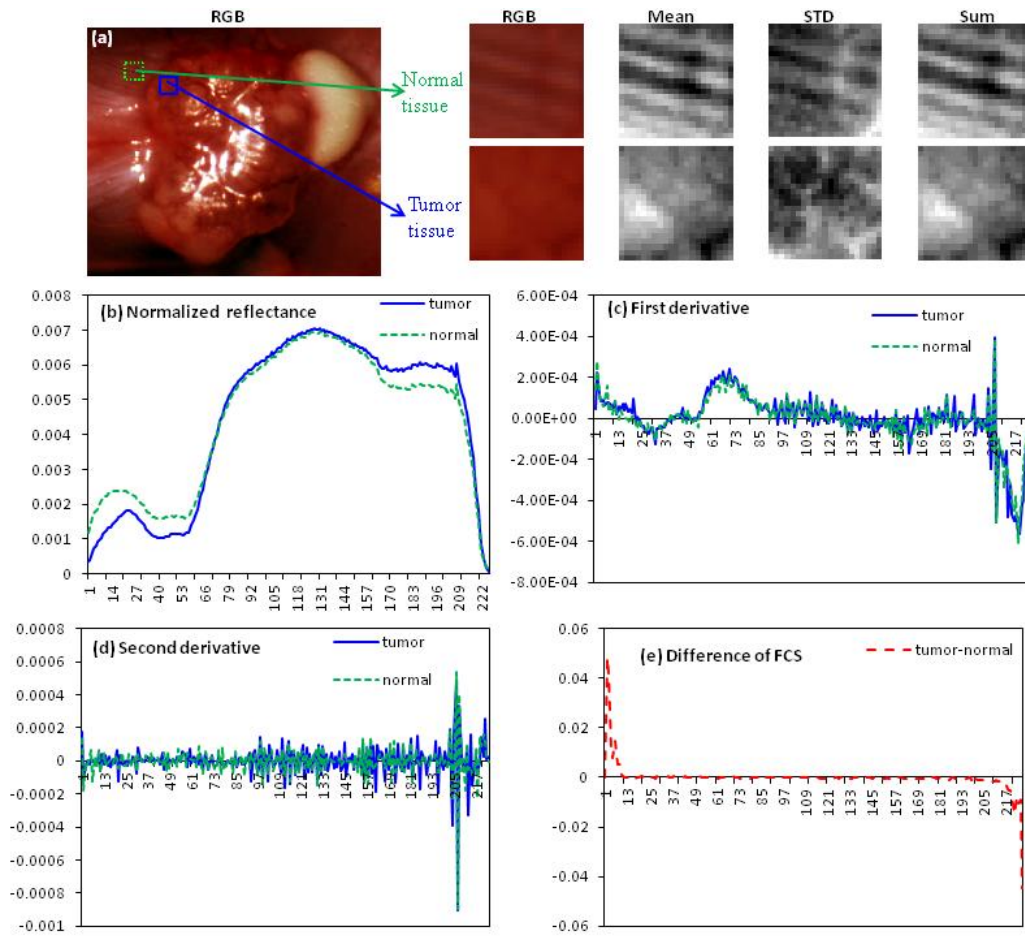 RGB RGB Mean STD Sum
(a)
Normal
tissue
Tumor
tissue
(b) Normalized reflectance
tumor
normal
0.008
0.007
0.006
0.005
0.004
0.003
0.002
0.001
0
1 14 27 40 53 66 79 92 105 118 131 144 157 170 183 196 209 222
(c) First derivative
tumor
normal
6.00E-04
4.00E-04
2.00E-04
0.00E+00
-2.00E-04
-4.00E-04
-6.00E-04
-8.00E-04
1 13 25 37 49 61 73 85 97 109 121 133 145 157 169 181 193 205 217
(d) Second derivative
tumor
normal
0.0008
0.0006
0.0004
0.0002
0
-0.0002
-0.0004
-0.0006
-0.0008
-0.001
1 13 25 37 49 61 73 85 97 109 121 133 145 157 169 181 193 205 217
(e) Difference of FCS
tumor-normal
0.06
0.04
0.02
0
-0.02
-0.04
-0.06
1 13 25 37 49 61 73 85 97 109 121 133 145 157 169 181 193 205 217